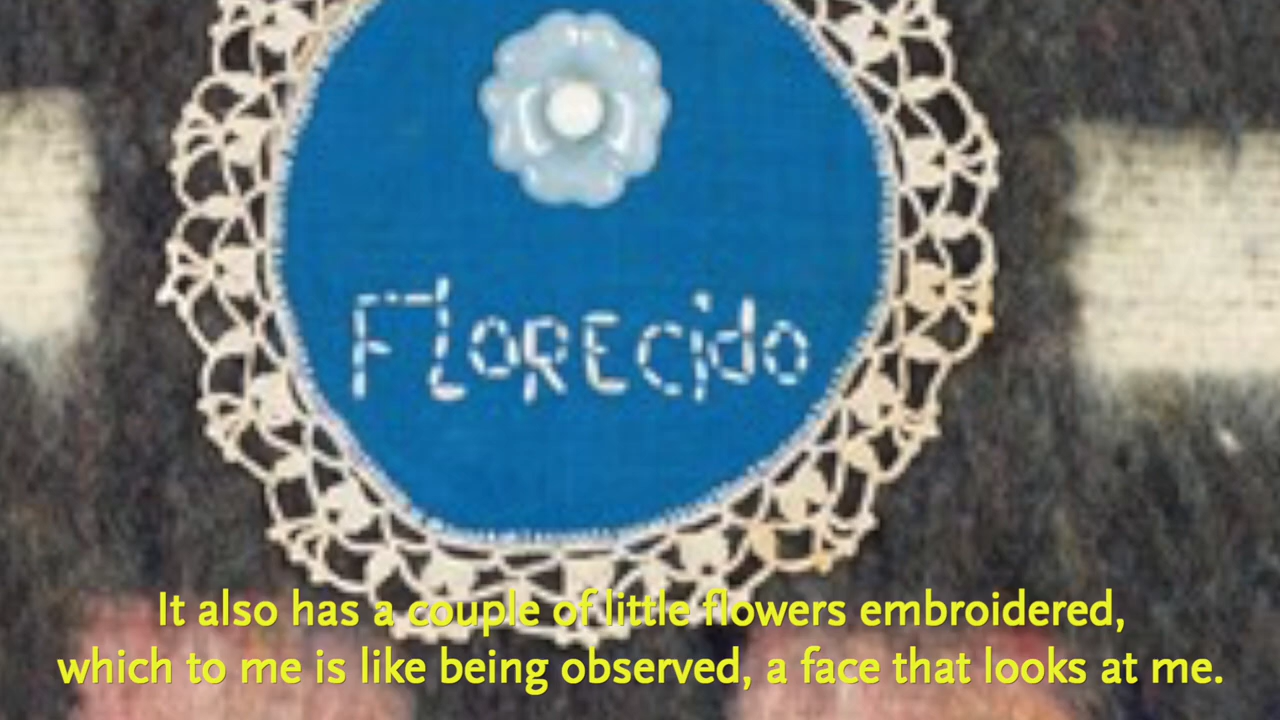 FloRECido
It also has a couple of little flowers embroidered,
which to me is like being observed, a face that looks at me.